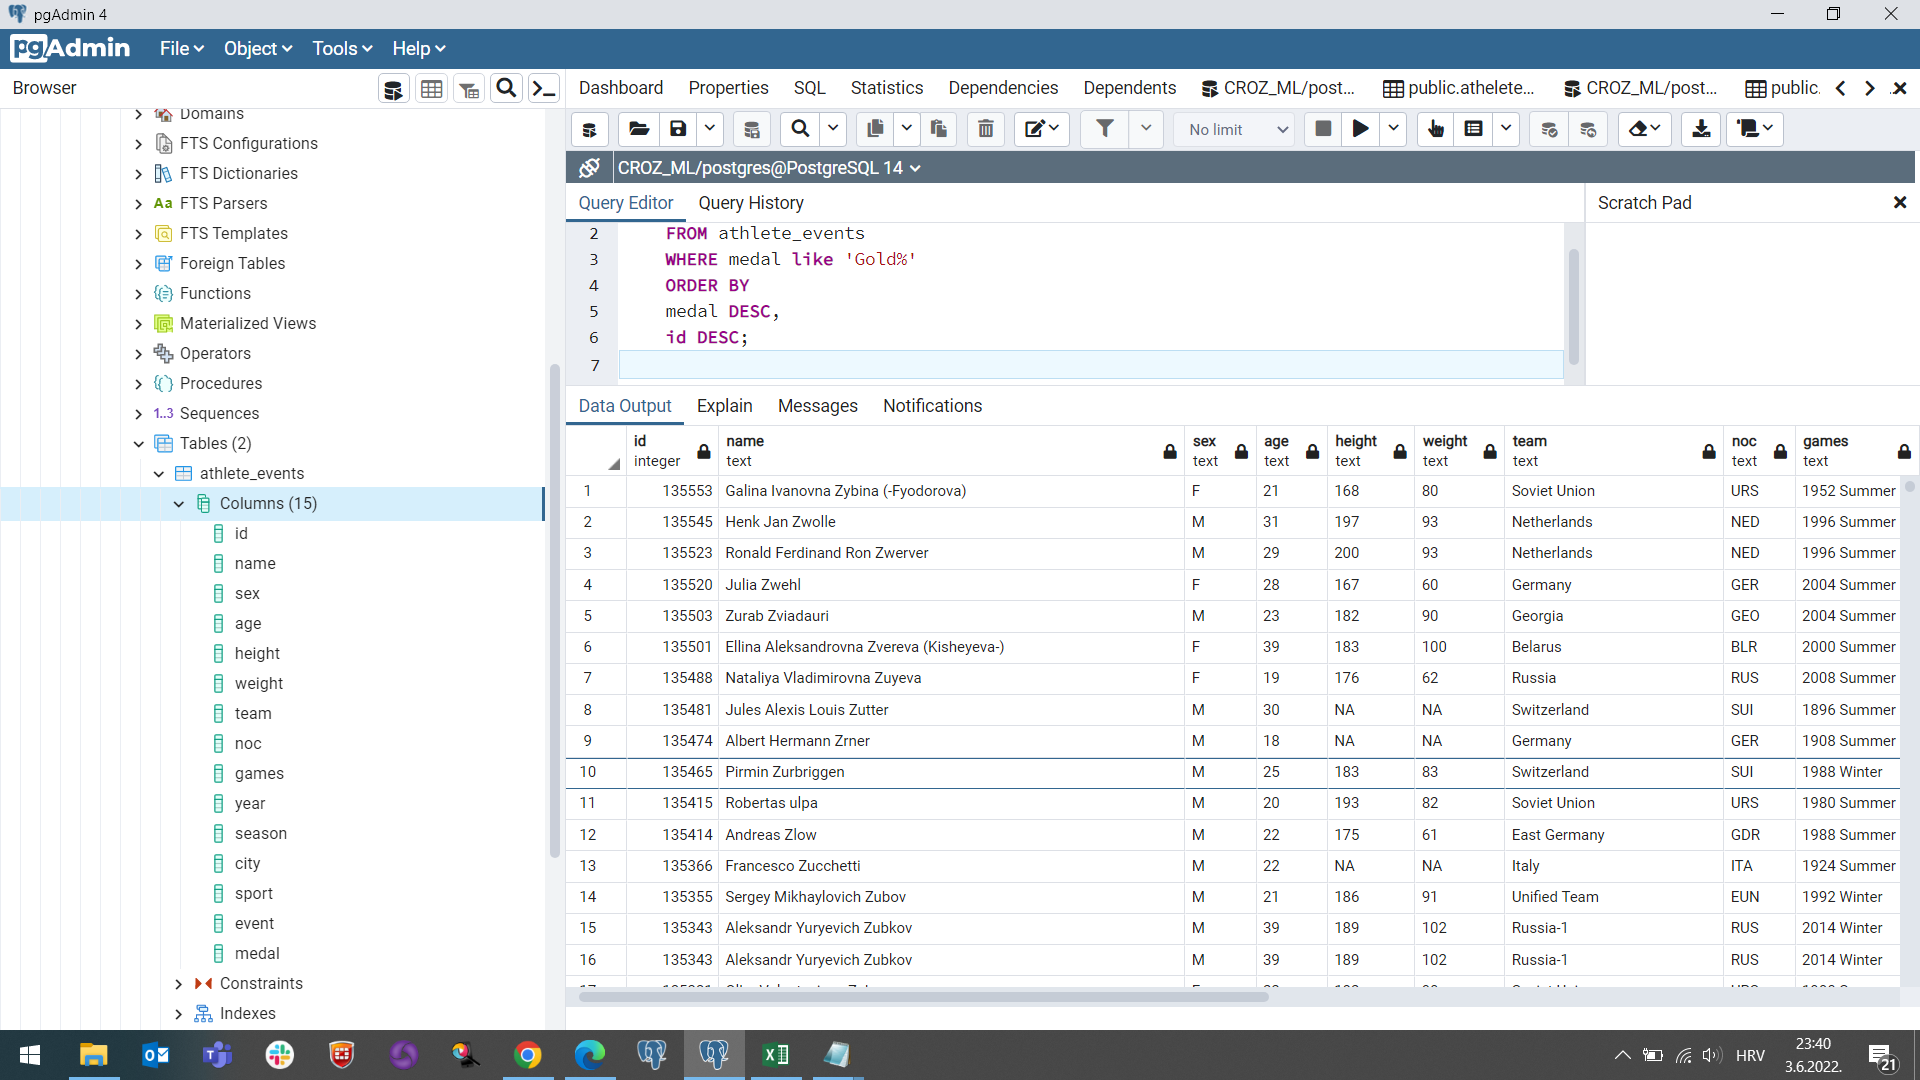 pgAdmin 4
pgAdmin File Object Tools Help
Browser
Dashboard Properties SQL Statistics Dependencies Dependents CROZ_ML/post... public.athelete... CROZ_ML/post... public.
No limit
CROZ_ML/postgres@PostgreSQL 14
Query Editor Query History
Scratch Pad
2 FROM athlete_events
3 WHERE medal like 'Gold%'
4 ORDER BY
5 medal DESC,
6 id DESC;
7
Domains
FTS Configurations
FTS Dictionaries
Aa FTS Parsers
FTS Templates
Foreign Tables
Functions
Materialized Views
Operators
Procedures
1..3 Sequences
Tables (2)
athlete_events
Columns (15)
id
name
sex
age
height
weight
team
noc
games
year
season
city
sport
event
medal
Constraints
Indexes
Data Output Explain Messages Notifications
id name sex age height weight team noc games
integer text text text text text text text text
1 135553 Galina Ivanovna Zybina (-Fyodorova) F 21 168 80 Soviet Union URS 1952 Summer
2 135545 Henk Jan Zwolle M 31 197 93 Netherlands NED 1996 Summer
3 135523 Ronald Ferdinand Ron Zwerver M 29 200 93 Netherlands NED 1996 Summer
4 135520 Julia Zwehl F 28 167 60 Germany GER 2004 Summer
5 135503 Zurab Zviadauri M 23 182 90 Georgia GEO 2004 Summer
6 135501 Ellina Aleksandrovna Zvereva (Kisheyeva-) F 39 183 100 Belarus BLR 2000 Summer
7 135488 Nataliya Vladimirovna Zuyeva F 19 176 62 Russia RUS 2008 Summer
8 135481 Jules Alexis Louis Zutter M 30 NA NA Switzerland SUI 1896 Summer
9 135474 Albert Hermann Zrner M 18 NA NA Germany GER 1908 Summer
10 135465 Pirmin Zurbriggen M 25 183 83 Switzerland SUI 1988 Winter
11 135415 Robertas ulpa M 20 193 82 Soviet Union URS 1980 Summer
12 135414 Andreas Zlow M 22 175 61 East Germany GDR 1988 Summer
13 135366 Francesco Zucchetti M 22 NA NA Italy ITA 1924 Summer
14 135355 Sergey Mikhaylovich Zubov M 21 186 91 Unified Team EUN 1992 Winter
15 135343 Aleksandr Yuryevich Zubkov M 39 189 102 Russia-1 RUS 2014 Winter
16 135343 Aleksandr Yuryevich Zubkov M 39 189 102 Russia-1 RUS 2014 Winter
HRV
23:40
3.6.2022.
21